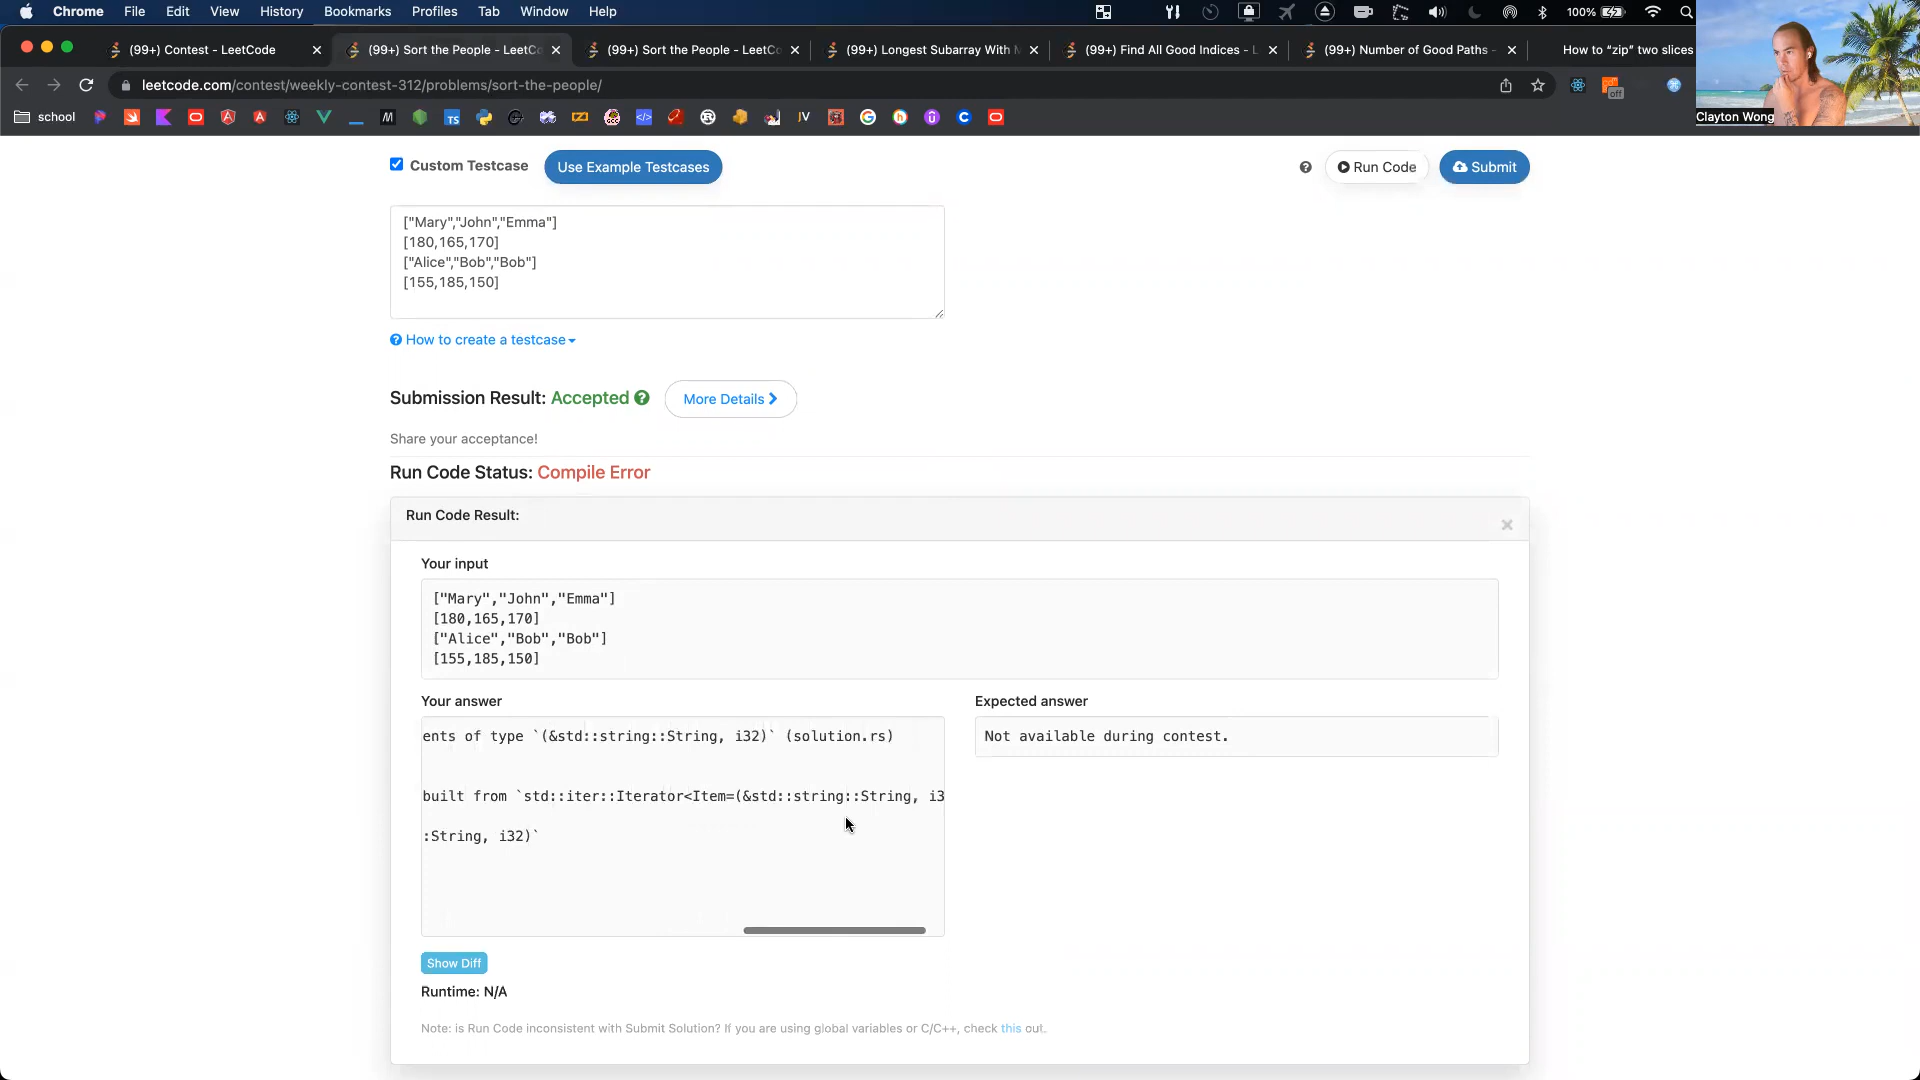 Chrome File Edit View History Bookmarks Profiles Tab Window Help 100%
(99+) Contest - LeetCode
(99+) Sort the People - LeetCo
(99+) Sort the People - LeetCo
(99+) Longest Subarray With M
(99+) Find All Good Indices - L
(99+) Number of Good Paths -
How to "zip" two slices
leetcode.com/contest/weekly-contest-312/problems/sort-the-people/
off
school
M
TS
JV
Clayton Wong
Custom Testcase
Use Example Testcases
Run Code
Submit
["Mary","John","Emma"]
[180,165,170]
["Alice","Bob","Bob"]
[155,185,150]
How to create a testcase
Submission Result: Accepted
More Details
Share your acceptance!
Run Code Status: Compile Error
Run Code Result:
Your input
["Mary","John","Emma"]
[180,165,170]
["Alice","Bob","Bob"]
[155,185,150]
Your answer
Expected answer
ents of type `(&std::string::String, i32)` (solution.rs)
Not available during contest.
built from `std::iter::Iterator<Item=(&std::string::String, i3
:String, i32)`
Show Diff
Runtime: N/A
Note: is Run Code inconsistent with Submit Solution? If you are using global variables or C/C++, check this out.